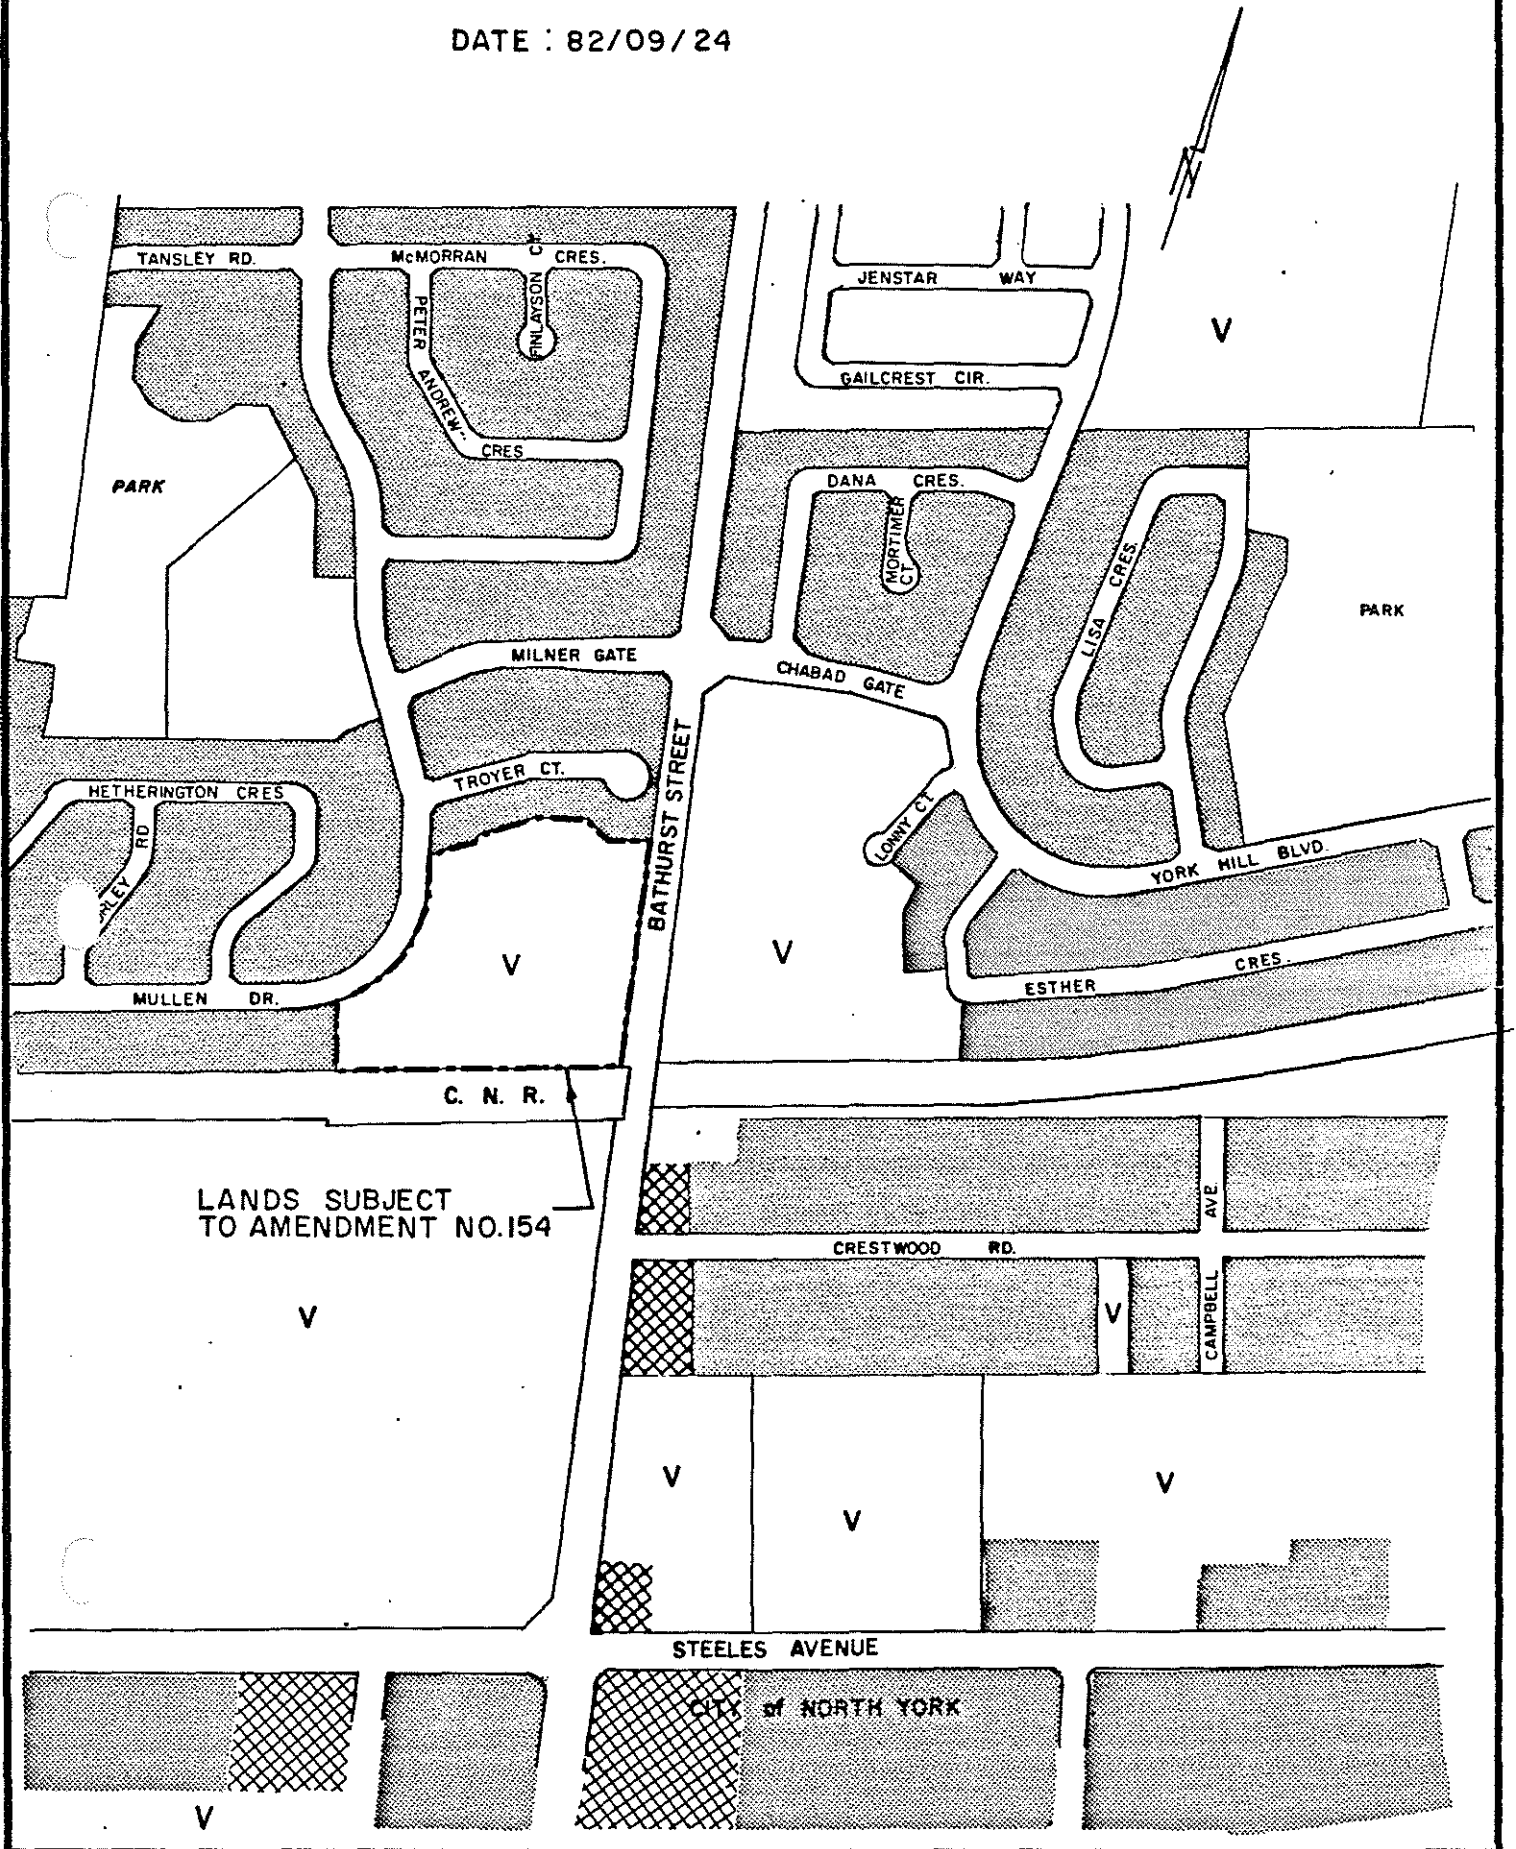 DATE : 82/09/24
N
TANSLEY RD.
McMORRAN CRES.
FINLAYSON CT.
PETER ANDREW CRES
JENSTAR WAY
V
GAILCREST CIR.
PARK
DANA CRES.
MORTIMER CT
LISA CRES.
PARK
MILNER GATE
CHABAD GATE
BATHURST STREET
TROYER CT.
HETHERINGTON CRES
RD
LONNY CT
YORK HILL BLVD.
V
V
ESTHER CRES.
MULLEN DR.
C. N. R.
LANDS SUBJECT
TO AMENDMENT NO.154
AVE.
CRESTWOOD RD.
CAMPBELL
V
V
V
V
V
STEELES AVENUE
CITY of NORTH YORK
V